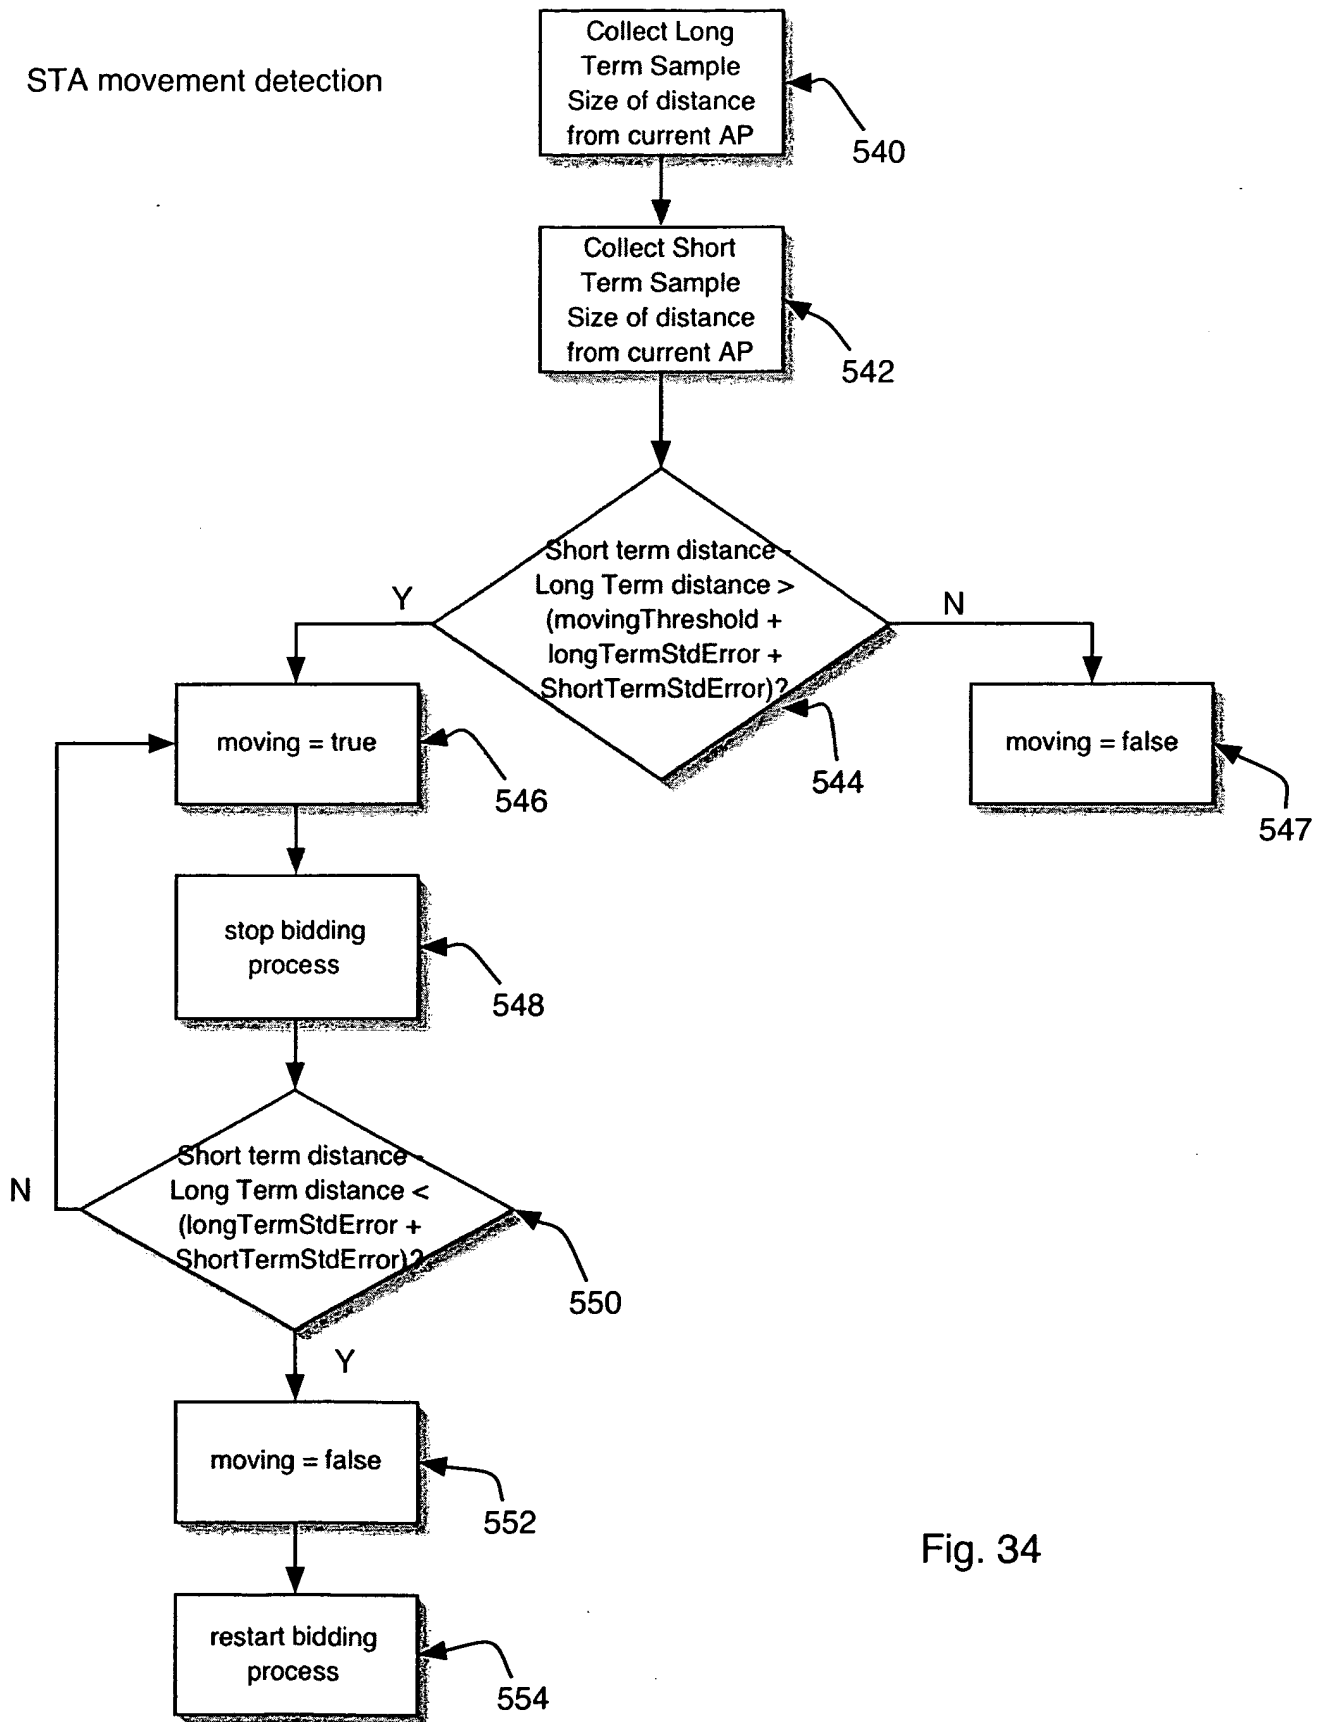 STA movement detection
Collect Long
Term Sample
Size of distance
from current AP
540
Collect Short
Term Sample
Size of distance
from current AP
542
Short term distance -
Long Term distance >
(movingThreshold +
longTermStdError +
ShortTermStdError)?
544
Y
N
moving = true
546
moving = false
547
stop bidding
process
548
Short term distance -
Long Term distance <
(longTermStdError +
ShortTermStdError)?
550
N
Y
moving = false
552
restart bidding
process
554
Fig. 34